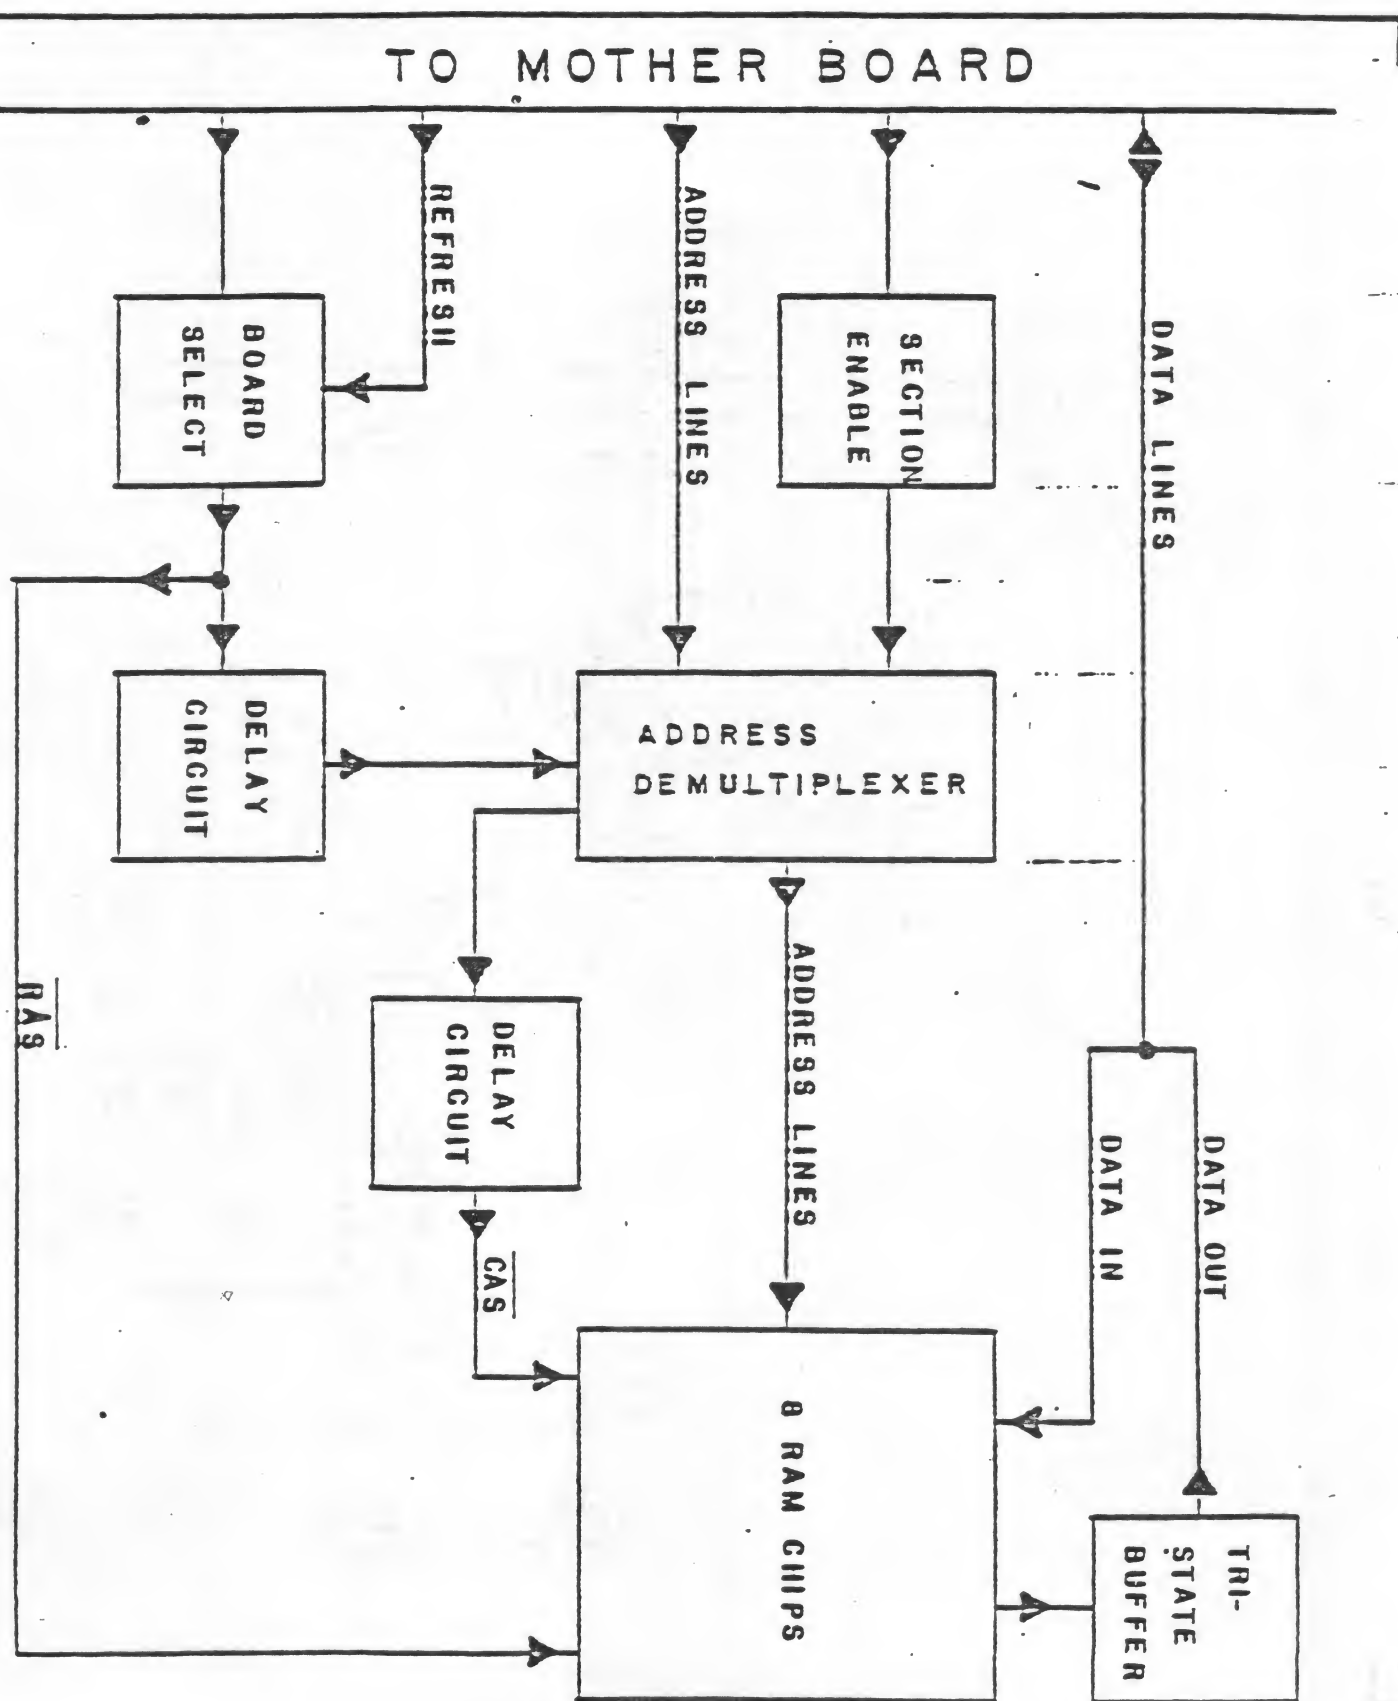 TO MOTHER BOARD
REFRESH
ADDRESS LINES
DATA LINES
BOARD
SELECT
SECTION
ENABLE
DELAY
CIRCUIT
ADDRESS
DEMULTIPLEXER
RAS
DELAY
CIRCUIT
ADDRESS LINES
DATA IN
DATA OUT
CAS
8 RAM CHIPS
TRI-
STATE
BUFFER